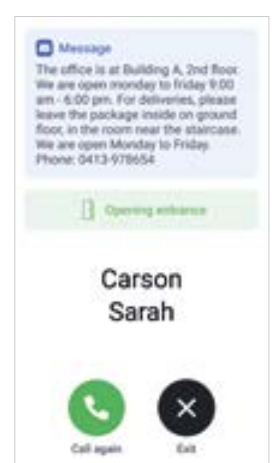 Message
The office is at Building A, 2nd floor.
We are open monday to friday 9:00
am - 6:00 pm. For deliveries, please
leave the package inside on ground
floor, in the room near the staircase.
We are open Monday to Friday.
Phone: 0413-978654
Opening entrance
Carson
Sarah
Call again
Exit